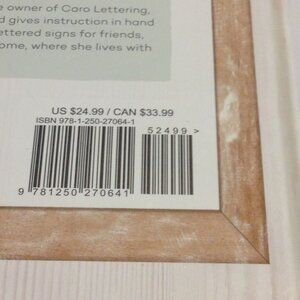 e owner of Caro Lettering,
d gives instruction in hand
ettered signs for friends,
ome, where she lives with
US $24.99 / CAN $33.99
ISBN 978-1-250-27064-1
52499>
9 781250 270641